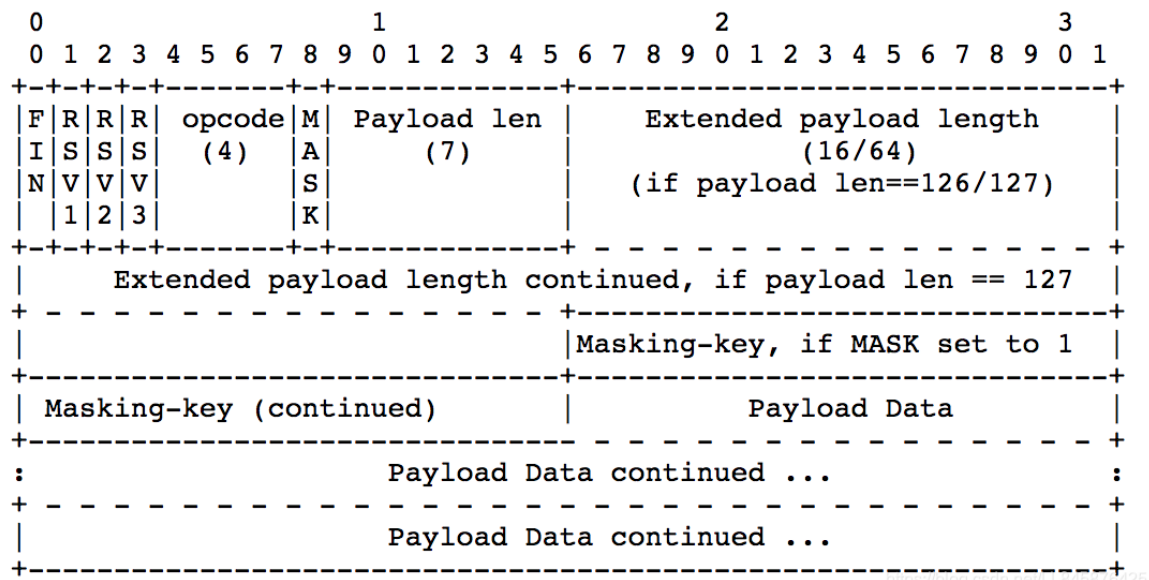 0                   1                   2                   3
 0 1 2 3 4 5 6 7 8 9 0 1 2 3 4 5 6 7 8 9 0 1 2 3 4 5 6 7 8 9 0 1
+-+-+-+-+-------+-+-------------+-------------------------------+
|F|R|R|R| opcode|M| Payload len |    Extended payload length    |
|I|S|S|S|  (4)  |A|     (7)     |             (16/64)           |
|N|V|V|V|       |S|             |   (if payload len==126/127)   |
| |1|2|3|       |K|             |                               |
+-+-+-+-+-------+-+-------------+ - - - - - - - - - - - - - - - +
|     Extended payload length continued, if payload len == 127  |
+ - - - - - - - - - - - - - - - +-------------------------------+
|                               |Masking-key, if MASK set to 1  |
+-------------------------------+-------------------------------+
| Masking-key (continued)       |          Payload Data         |
+-------------------------------- - - - - - - - - - - - - - - - +
:                     Payload Data continued ...                :
+ - - - - - - - - - - - - - - - - - - - - - - - - - - - - - - - +
|                     Payload Data continued ...                |
+---------------------------------------------------------------+